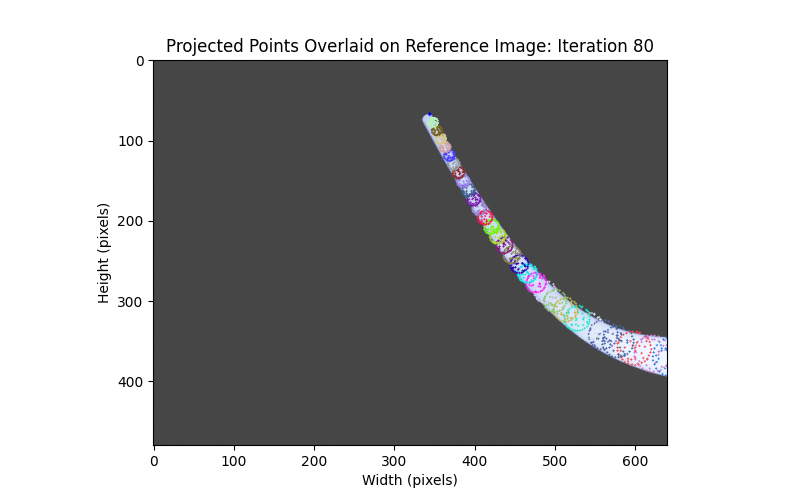 Projected Points Overlaid on Reference Image: Iteration 80
0
100
200
300
400
Height (pixels)
0 100 200 300 400 500 600
Width (pixels)